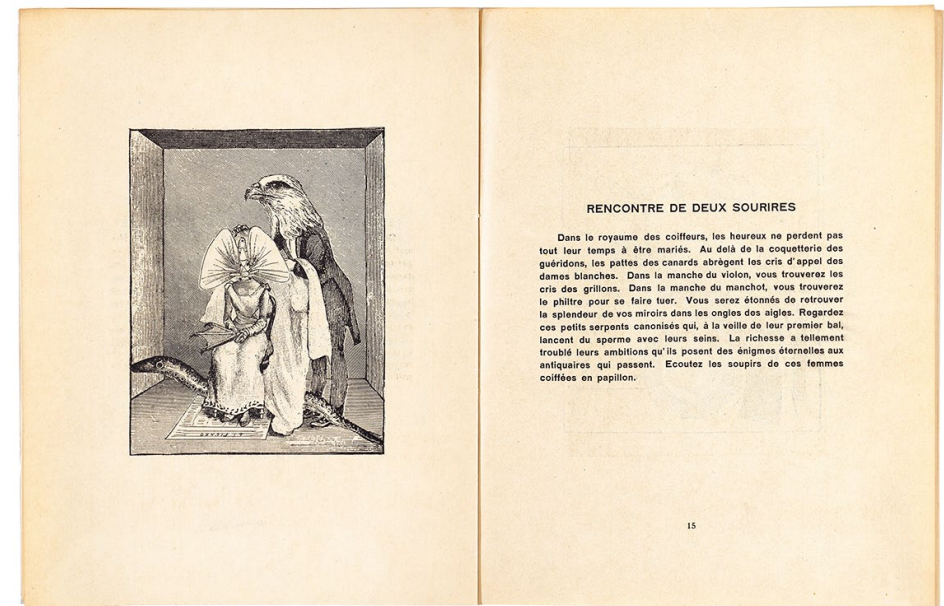 RENCONTRE DE DEUX SOURIRES
Dans le royaume des coiffeurs, les heureux ne perdent pas
tout leur temps à être mariés. Au delà de la coquetterie des
guéridons, les pattes des canards abrègent les cris d'appel des
dames blanches. Dans la manche du violon, vous trouverez les
cris des grillons. Dans la manche du manchot, vous trouverez
le philtre pour se faire tuer. Vous serez étonnés de retrouver
la splendeur de vos miroirs dans les ongles des aigles. Regardez
ces petits serpents canonisés qui, à la veille de leur premier bal,
lancent du sperme avec leurs seins. La richesse a tellement
troublé leurs ambitions qu'ils posent des énigmes éternelles aux
antiquaires qui passent. Ecoutez les soupirs de ces femmes
coiffées en papillon.
15